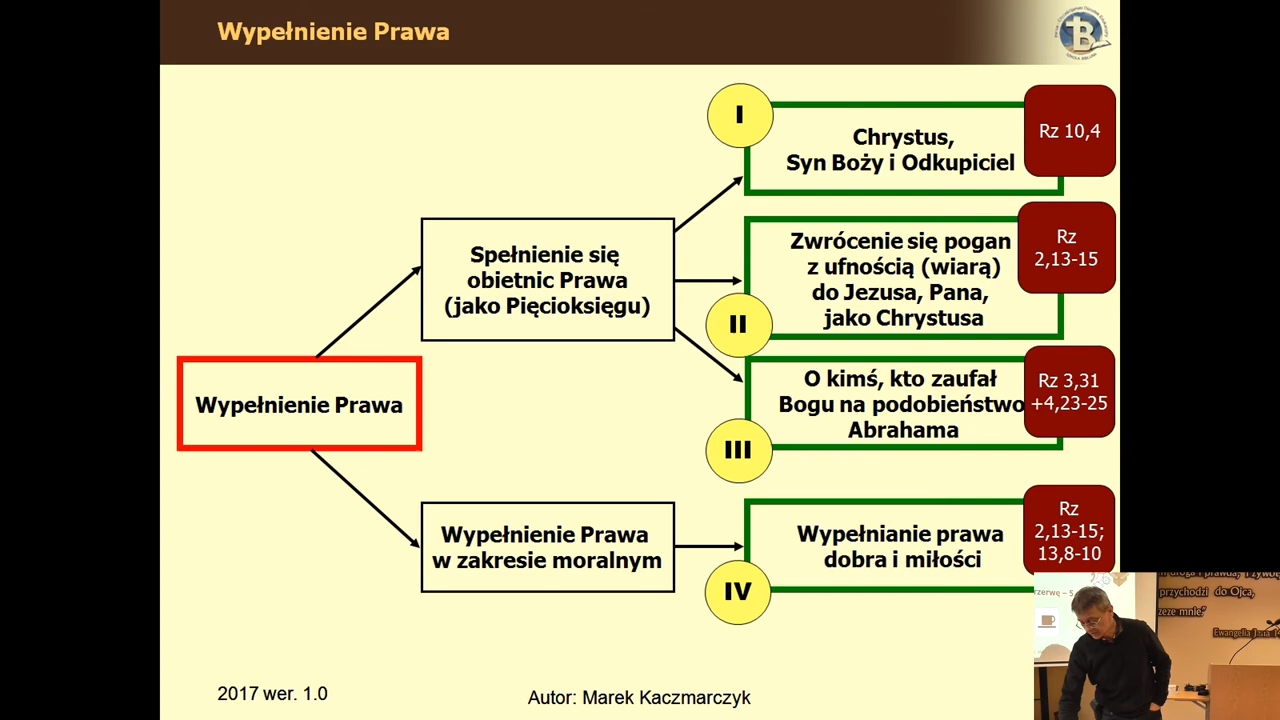 Wypełnienie Prawa
I
Chrystus,
Syn Boży i Odkupiciel
Rz 10,4
Spełnienie się
obietnic Prawa
(jako Pięcioksięgu)
II
Zwrócenie się pogan
z ufnością (wiarą)
do Jezusa, Pana,
jako Chrystusa
Rz
2,13-15
Wypełnienie Prawa
III
O kimś, kto zaufał
Bogu na podobieństwo
Abrahama
Rz 3,31
+4,23-25
Wypełnienie Prawa
w zakresie moralnym
IV
Wypełnianie prawa
dobra i miłości
Rz
2,13-15;
13,8-10
droga i prawda, i
przychodzi do Ojca,
mnie"
Ewangelia Jana
2017 wer. 1.0
Autor: Marek Kaczmarczyk